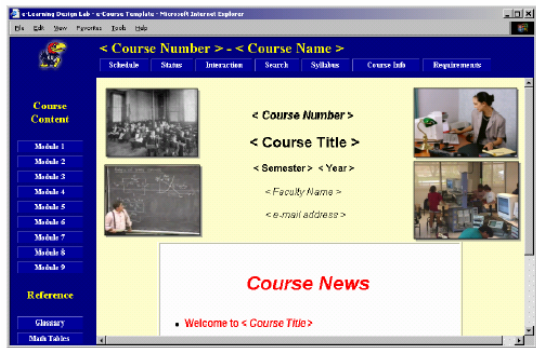 e-Learning Design Lab - e-Course Template - Microsoft Internet Explorer
File Edit View Favorites Tools Help
< Course Number > - < Course Name >
Schedule Status Interaction Search Syllabus Course Info Requirements
Course
Content
Module 1
Module 2
Module 3
Module 4
Module 5
Module 6
Module 7
Module 8
Module 9
Reference
Glossary
Math Tables
< Course Number >
< Course Title >
< Semester > < Year >
< Faculty Name >
< e-mail address >
Course News
Welcome to < Course Title >